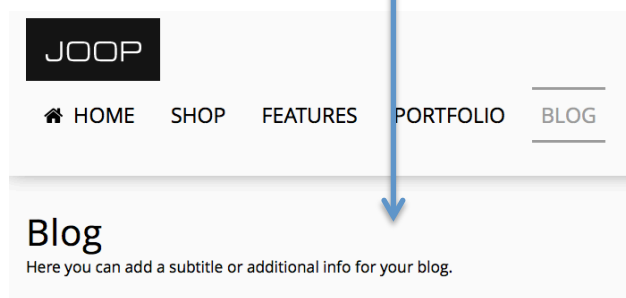 JOOP
HOME SHOP FEATURES PORTFOLIO BLOG
Blog
Here you can add a subtitle or additional info for your blog.